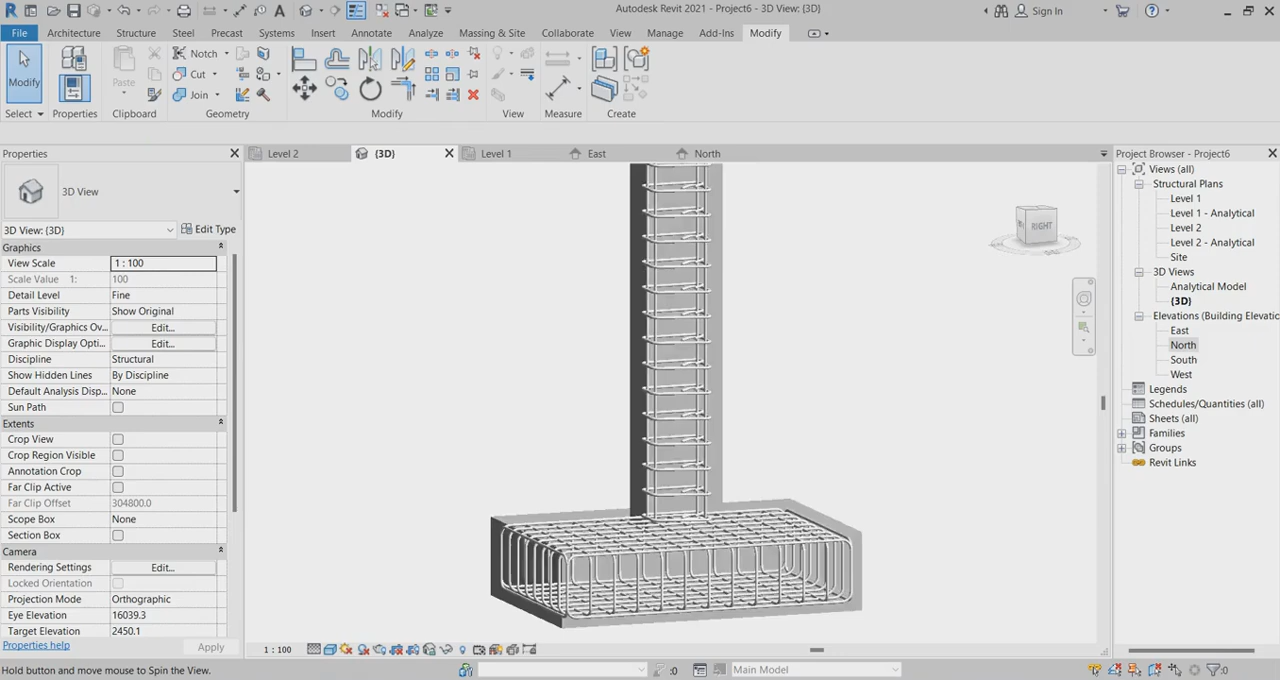 Autodesk Revit 2021 - Project6 - 3D View: {3D}
Sign In
File Architecture Structure Steel Precast Systems Insert Annotate Analyze Massing & Site Collaborate View Manage Add-Ins Modify
Modify
Paste
Notch
Cut
Join
Select Properties Clipboard Geometry Modify View Measure Create
Properties
Level 2 {3D} Level 1 East North
3D View
3D View: {3D} Edit Type
Graphics
View Scale 1 : 100
Scale Value 1: 100
Detail Level Fine
Parts Visibility Show Original
Visibility/Graphics Ov... Edit...
Graphic Display Opti... Edit...
Discipline Structural
Show Hidden Lines By Discipline
Default Analysis Disp... None
Sun Path
Extents
Crop View
Crop Region Visible
Annotation Crop
Far Clip Active
Far Clip Offset 304800.0
Scope Box None
Section Box
Camera
Rendering Settings Edit...
Locked Orientation
Projection Mode Orthographic
Eye Elevation 16039.3
Target Elevation 2450.1
Properties help Apply
RIGHT
Project Browser - Project6
Views (all)
Structural Plans
Level 1
Level 1 - Analytical
Level 2
Level 2 - Analytical
Site
3D Views
Analytical Model
{3D}
Elevations (Building Elevatio
East
North
South
West
Legends
Schedules/Quantities (all)
Sheets (all)
Families
Groups
Revit Links
1 : 100
Hold button and move mouse to Spin the View.
:0
Main Model
:0